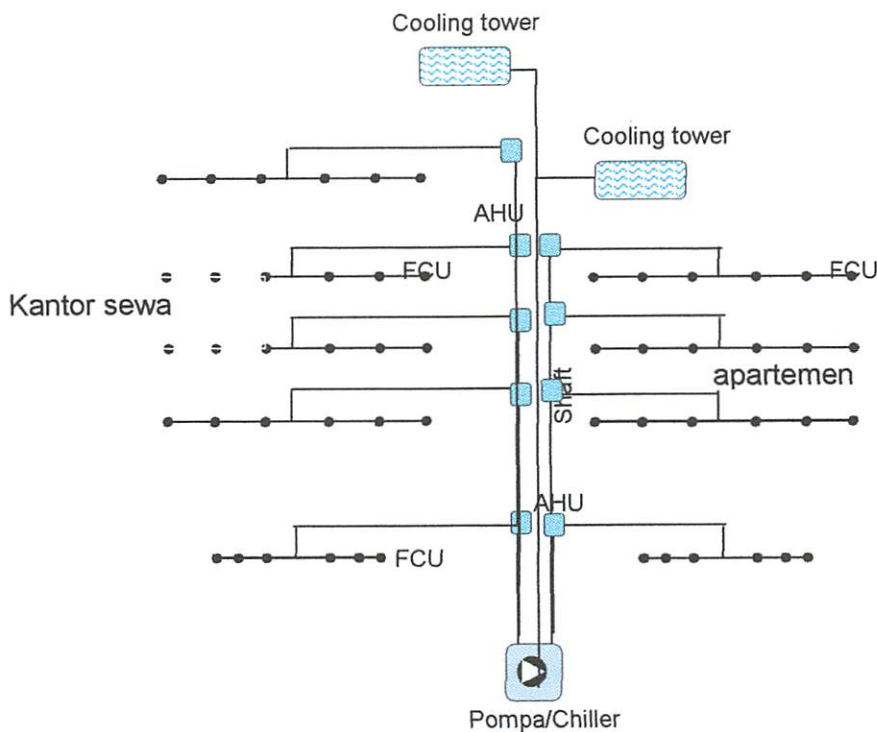 Cooling tower
Cooling tower
AHU
FCU
FCU
Kantor sewa
apartemen
Shaft
AHU
FCU
Pompa/Chiller